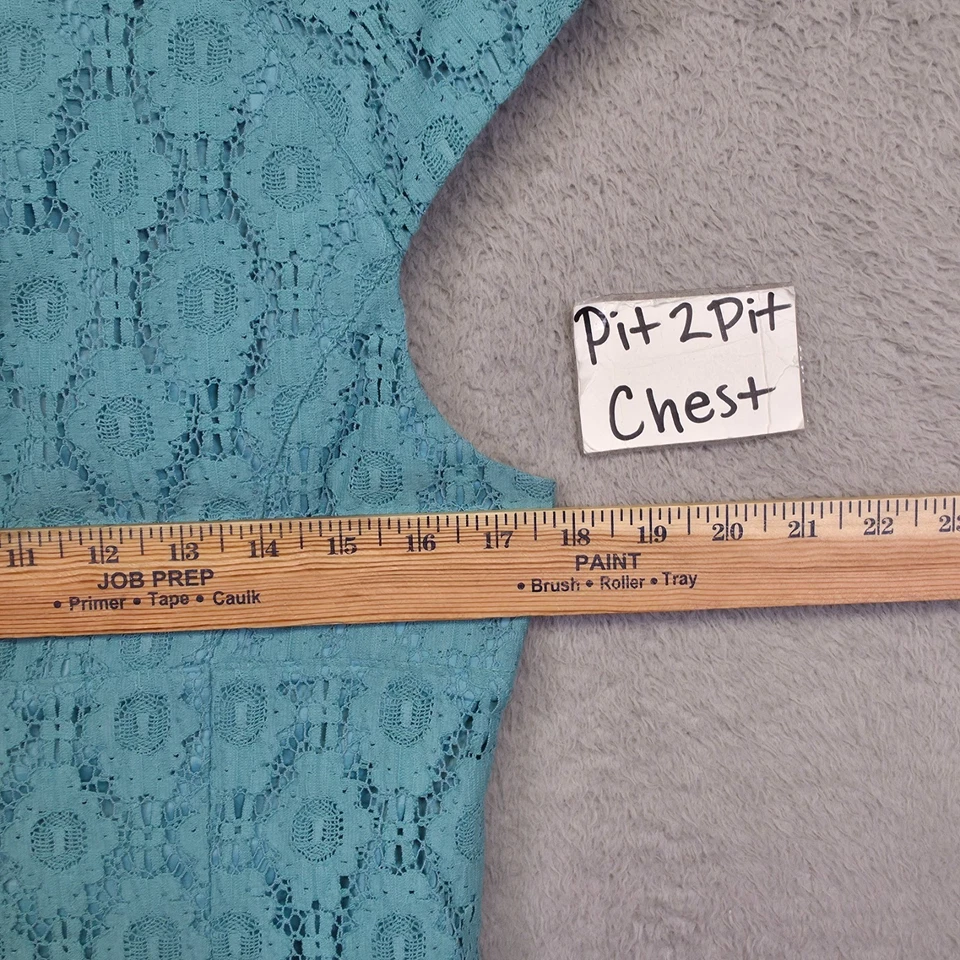 Pit 2 Pit
Chest
11 12 13 14 15 16 17 18 19 20 21 22
JOB PREP
• Primer • Tape • Caulk
PAINT
• Brush • Roller • Tray